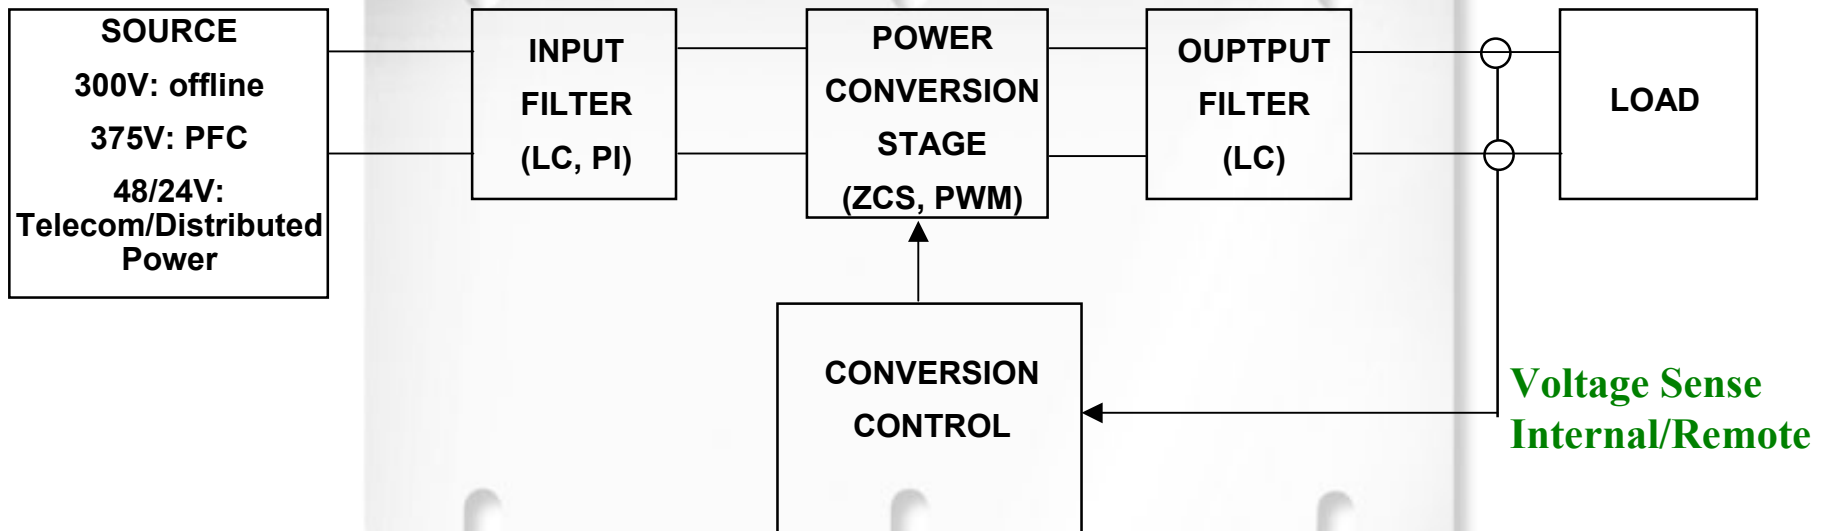 SOURCE
300V: offline
375V: PFC
48/24V:
Telecom/Distributed
Power
INPUT
FILTER
(LC, PI)
POWER
CONVERSION
STAGE
(ZCS, PWM)
OUPTPUT
FILTER
(LC)
LOAD
CONVERSION
CONTROL
Voltage Sense
Internal/Remote